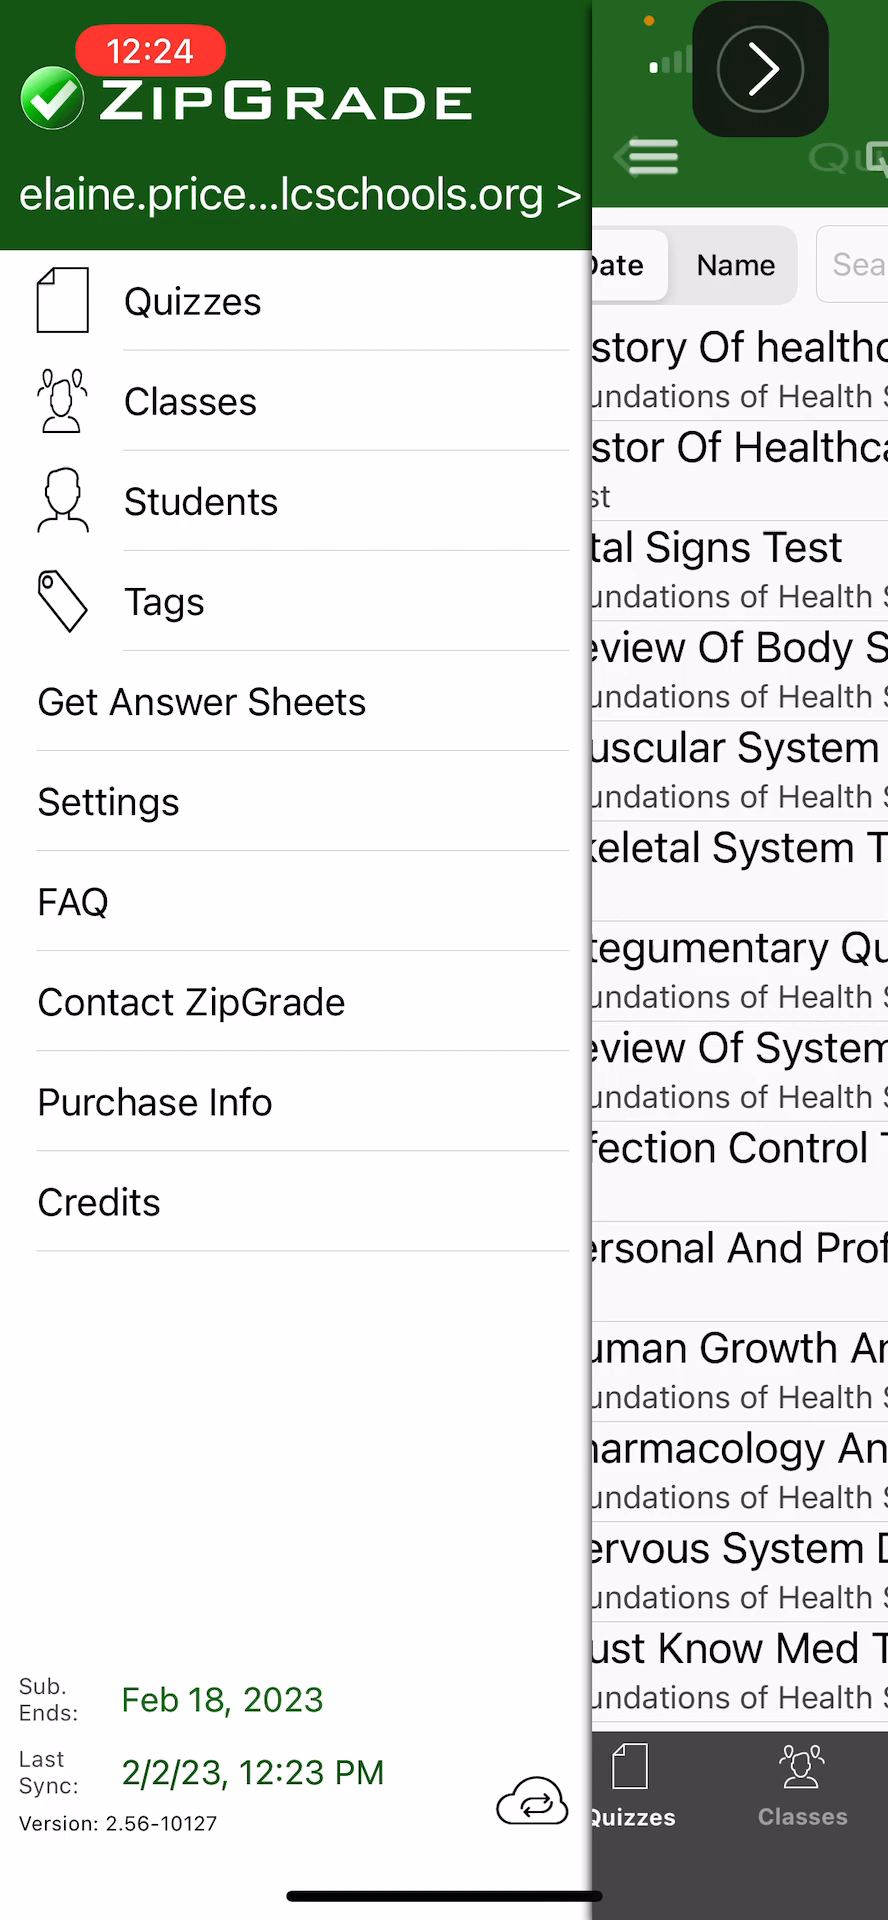 12:24
ZIPGRADE
elaine.price...lcschools.org >
Quizzes
Classes
Students
Tags
Get Answer Sheets
Settings
FAQ
Contact ZipGrade
Purchase Info
Credits
Sub. Ends: Feb 18, 2023
Last Sync: 2/2/23, 12:23 PM
Version: 2.56-10127
Date Name Sea
story Of healthc
undations of Health S
stor Of Healthca
st
tal Signs Test
undations of Health S
eview Of Body S
undations of Health S
uscular System
undations of Health S
keletal System T
tegumentary Qu
undations of Health S
eview Of System
undations of Health S
fection Control T
ersonal And Prof
uman Growth An
undations of Health S
harmacology An
undations of Health S
ervous System D
undations of Health S
ust Know Med T
undations of Health S
Quizzes Classes